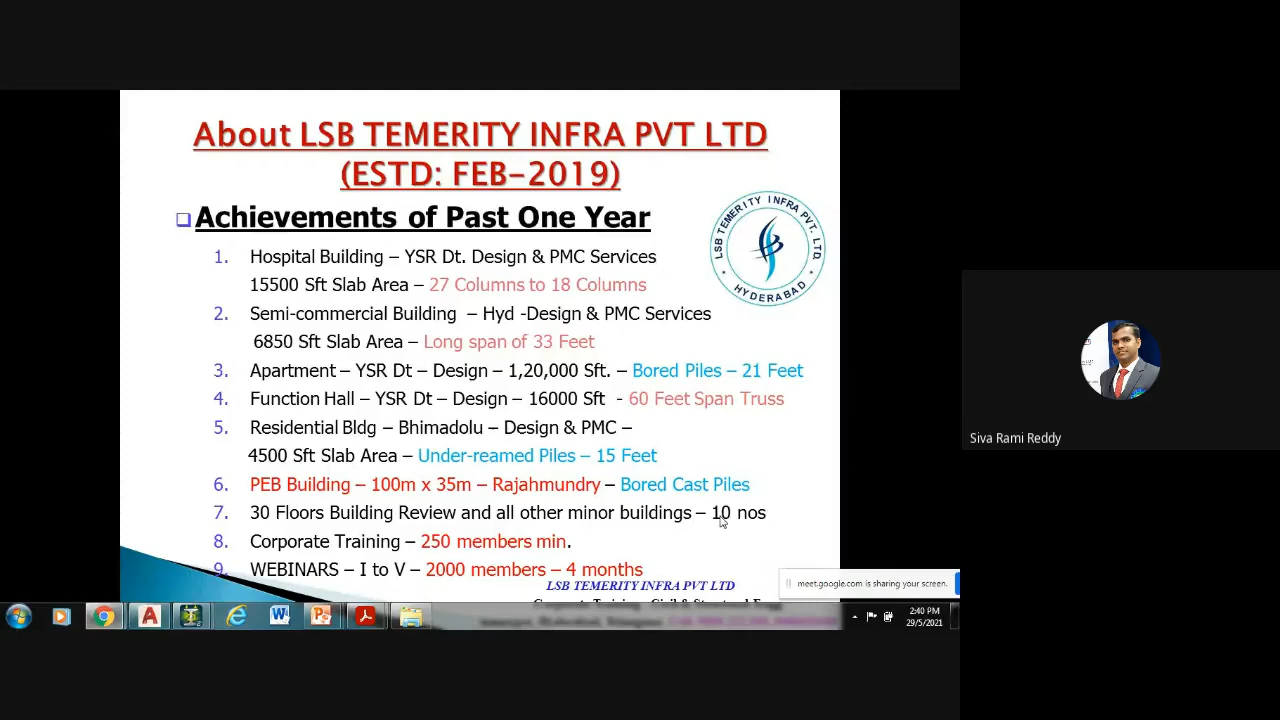 About LSB TEMERITY INFRA PVT LTD
(ESTD: FEB-2019)
❑ Achievements of Past One Year
LSB TEMERITY INFRA PVT. LTD.
HYDERABAD
1. Hospital Building – YSR Dt. Design & PMC Services
15500 Sft Slab Area – 27 Columns to 18 Columns
2. Semi-commercial Building – Hyd -Design & PMC Services
6850 Sft Slab Area – Long span of 33 Feet
3. Apartment – YSR Dt – Design – 1,20,000 Sft. – Bored Piles – 21 Feet
4. Function Hall – YSR Dt – Design – 16000 Sft - 60 Feet Span Truss
5. Residential Bldg – Bhimadolu – Design & PMC –
4500 Sft Slab Area – Under-reamed Piles – 15 Feet
6. PEB Building – 100m x 35m – Rajahmundry – Bored Cast Piles
7. 30 Floors Building Review and all other minor buildings – 10 nos
8. Corporate Training – 250 members min.
9. WEBINARS – I to V – 2000 members – 4 months
LSB TEMERITY INFRA PVT LTD
meet.google.com is sharing your screen.
2:40 PM
29/5/2021
Siva Rami Reddy